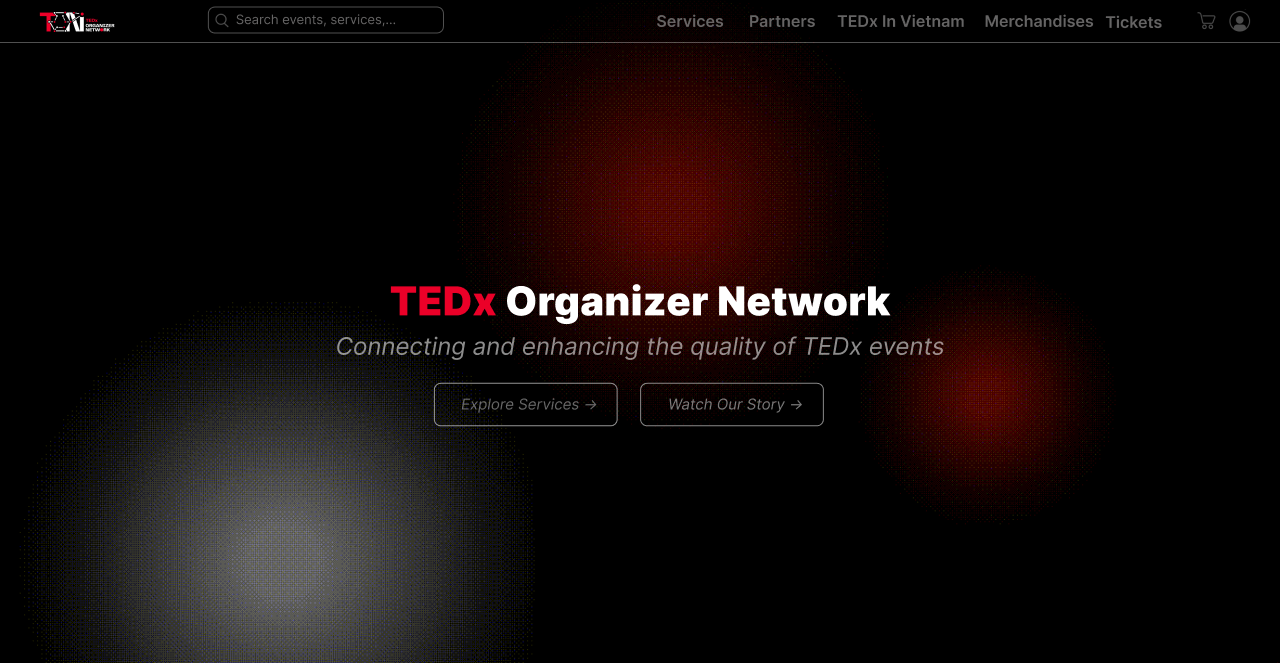 TEDx
ORGANIZER
NETWORK
Search events, services,...
Services
Partners
TEDx In Vietnam
Merchandises
Tickets
TEDx Organizer Network
Connecting and enhancing the quality of TEDx events
Explore Services →
Watch Our Story →